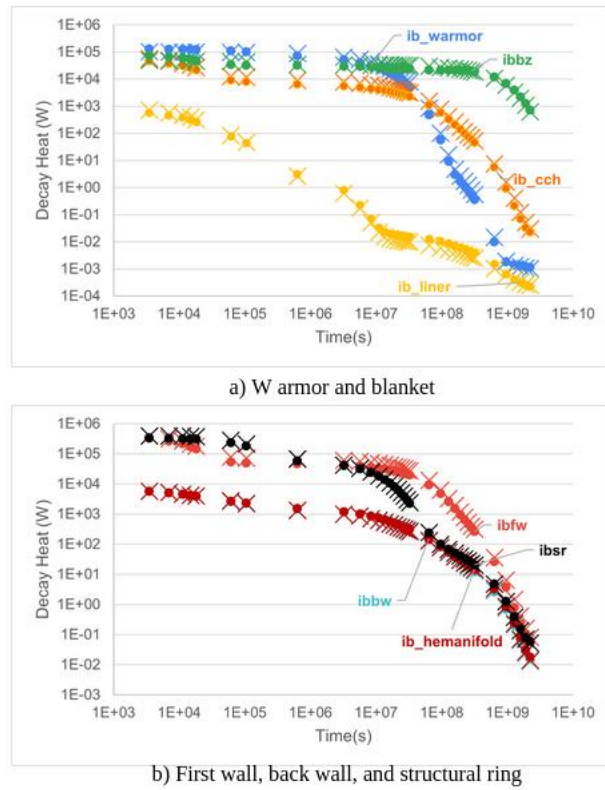 1E+06
1E+05
1E+04
1E+03
1E+02
1E+01
1E+00
1E-01
1E-02
1E-03
1E-04
Decay Heat (W)
ib_warmor
ibbz
ib_cch
ib_liner
1E+03 1E+04 1E+05 1E+06 1E+07 1E+08 1E+09 1E+10
Time(s)
a) W armor and blanket
1E+06
1E+05
1E+04
1E+03
1E+02
1E+01
1E+00
1E-01
1E-02
1E-03
Decay Heat (W)
ibfw
ibsr
ibbw
ib_hemanifold
1E+03 1E+04 1E+05 1E+06 1E+07 1E+08 1E+09 1E+10
Time(s)
b) First wall, back wall, and structural ring